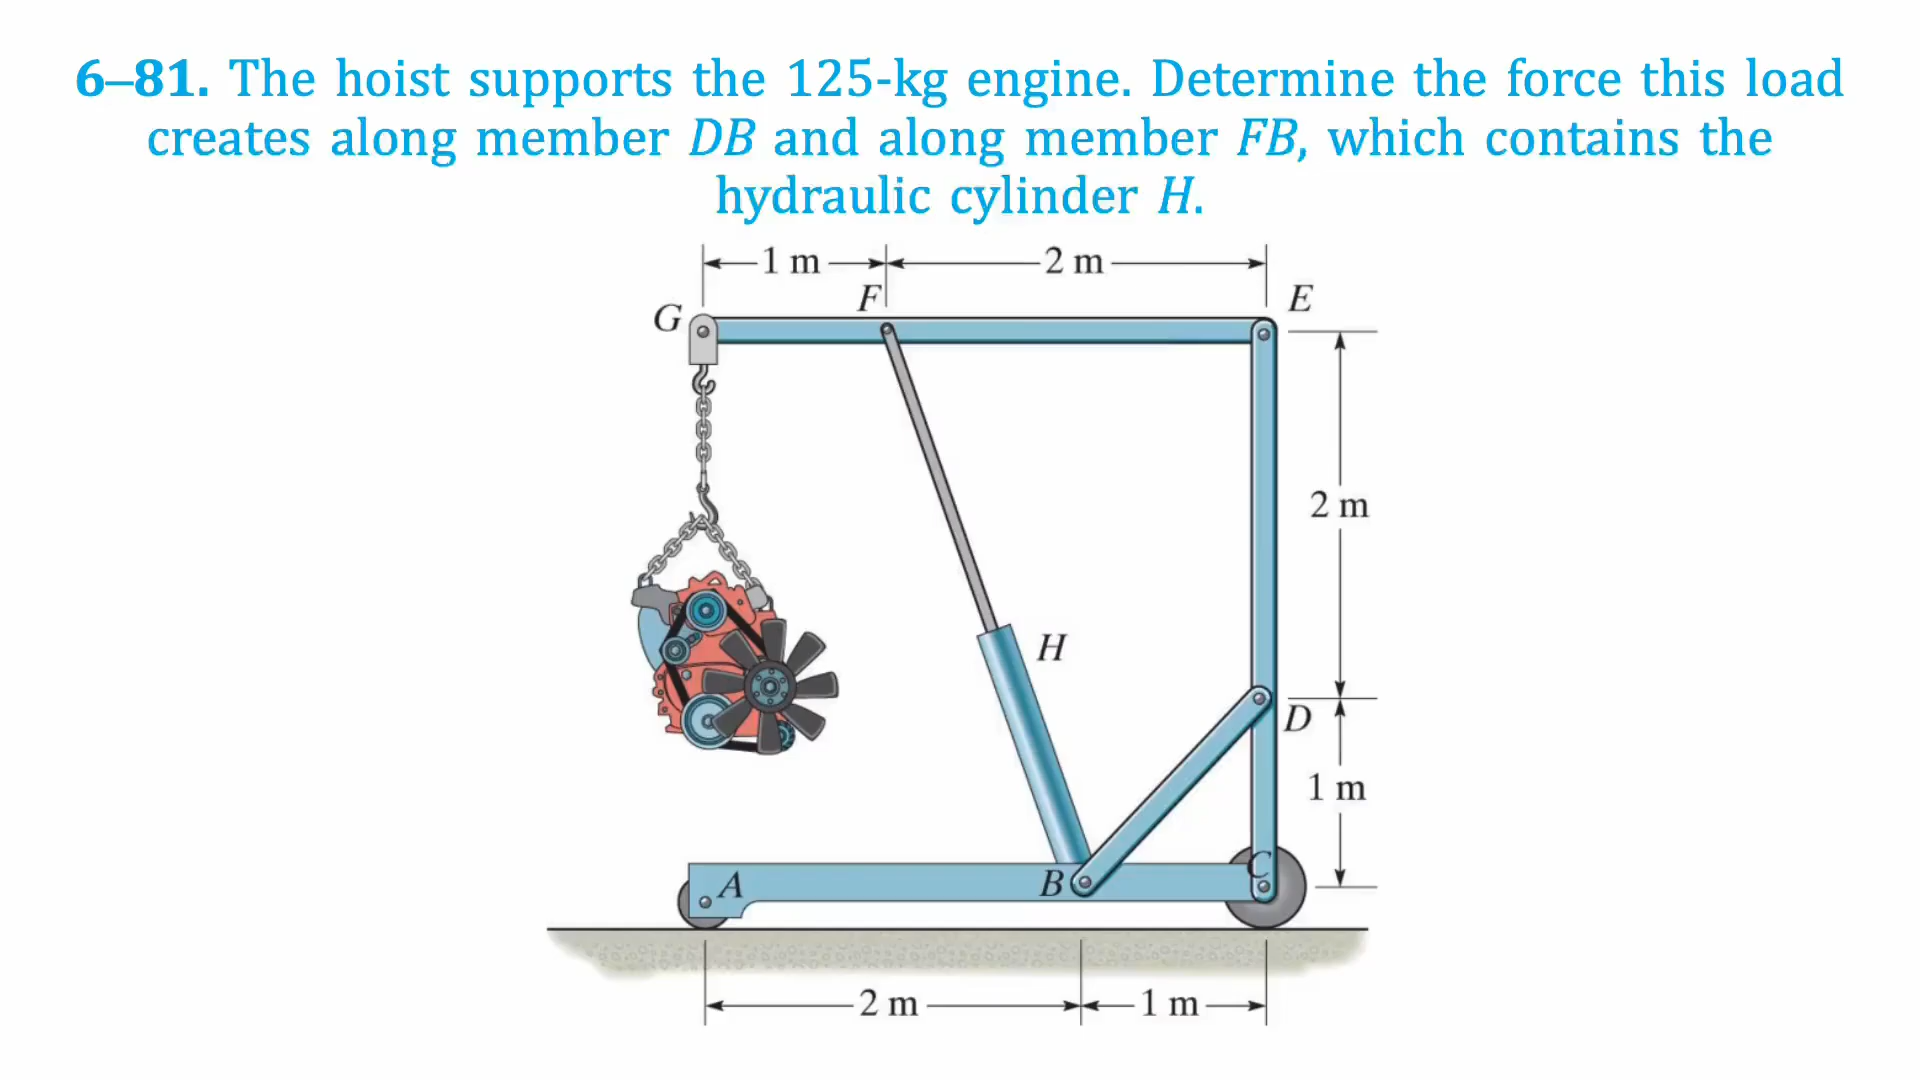 6–81. The hoist supports the 125-kg engine. Determine the force this load
creates along member DB and along member FB, which contains the
hydraulic cylinder H.
1 m
2 m
F
E
G
2 m
H
D
1 m
A
B
C
2 m
1 m